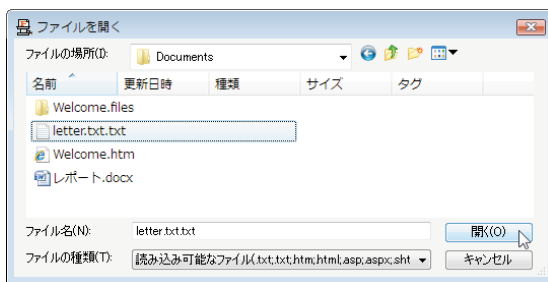 ファイルを開く
ファイルの場所(I):
Documents
名前 更新日時 種類 サイズ タグ
Welcome.files
letter.txt.txt
Welcome.htm
レポート.docx
ファイル名(N): letter.txt.txt 開く(O)
ファイルの種類(T): 読み込み可能なファイル(.txt;txt;htm;html;asp;aspx;sht キャンセル